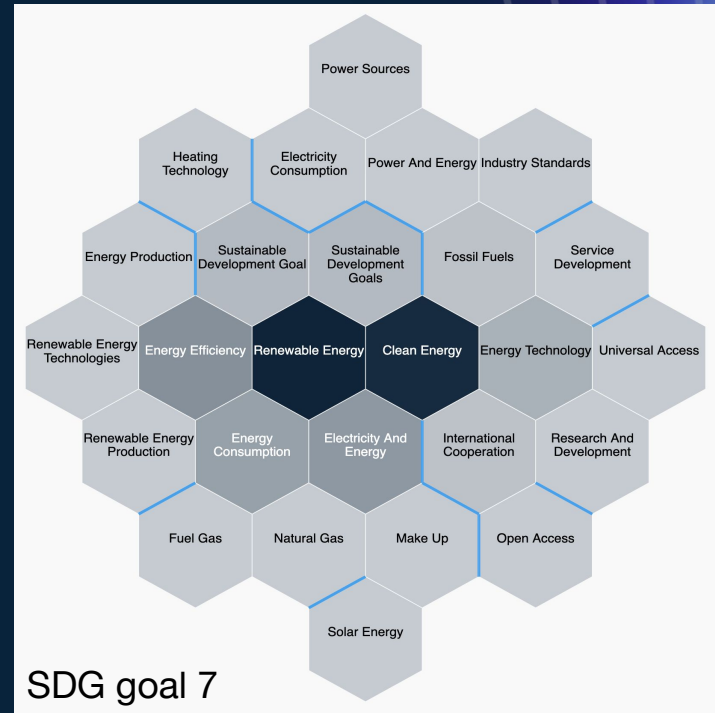 Power Sources
Heating
Technology
Electricity
Consumption
Power And Energy
Industry Standards
Energy Production
Sustainable
Development Goal
Sustainable
Development
Goals
Fossil Fuels
Service
Development
Renewable Energy
Technologies
Energy Efficiency
Renewable Energy
Clean Energy
Energy Technology
Universal Access
Renewable Energy
Production
Energy
Consumption
Electricity And
Energy
International
Cooperation
Research And
Development
Fuel Gas
Natural Gas
Make Up
Open Access
Solar Energy
SDG goal 7